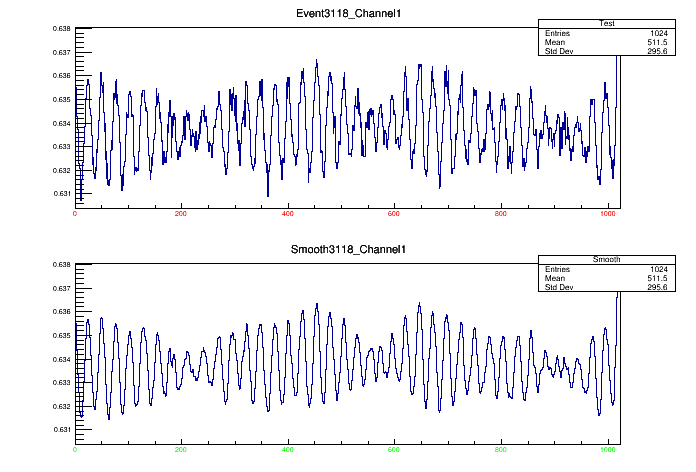 Event3118_Channel1
Test
Entries 1024
Mean 511.5
Std Dev 295.6
0.638
0.637
0.636
0.635
0.634
0.633
0.632
0.631
0 200 400 600 800 1000
Smooth3118_Channel1
Smooth
Entries 1024
Mean 511.5
Std Dev 295.6
0.638
0.637
0.636
0.635
0.634
0.633
0.632
0.631
0 200 400 600 800 1000